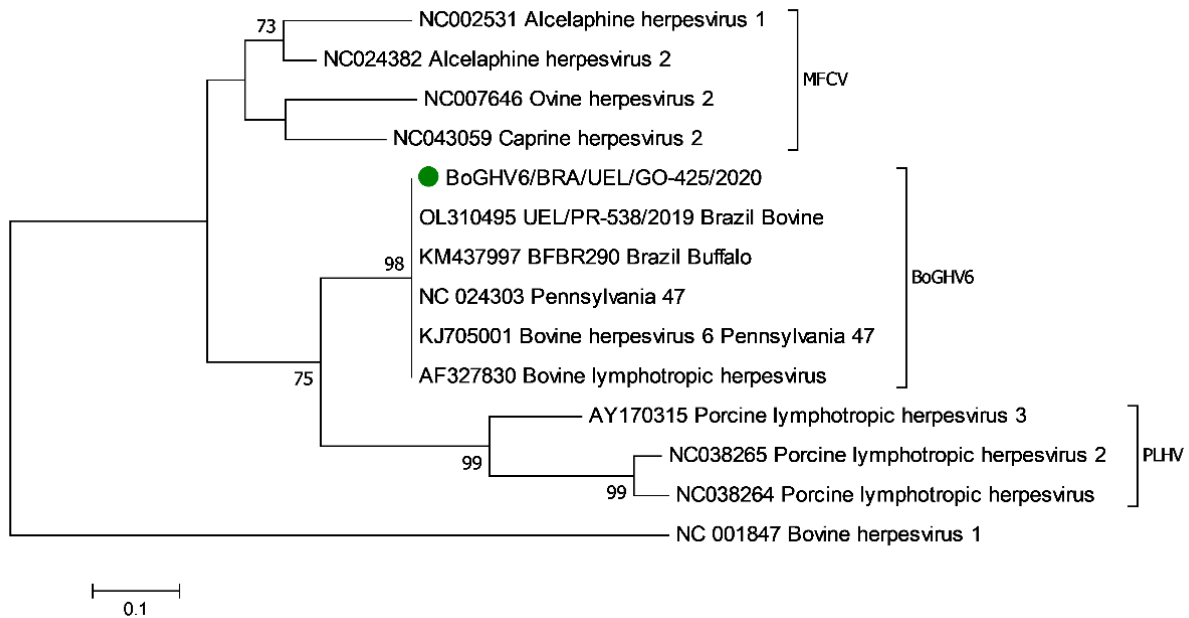 NC002531 Alcelaphine herpesvirus 1
73
NC024382 Alcelaphine herpesvirus 2
MFCV
NC007646 Ovine herpesvirus 2
NC043059 Caprine herpesvirus 2
BoGHV6/BRA/UEL/GO-425/2020
OL310495 UEL/PR-538/2019 Brazil Bovine
98
KM437997 BFBR290 Brazil Buffalo
BoGHV6
NC 024303 Pennsylvania 47
KJ705001 Bovine herpesvirus 6 Pennsylvania 47
75
AF327830 Bovine lymphotropic herpesvirus
AY170315 Porcine lymphotropic herpesvirus 3
99
NC038265 Porcine lymphotropic herpesvirus 2
PLHV
99
NC038264 Porcine lymphotropic herpesvirus
NC 001847 Bovine herpesvirus 1
0.1